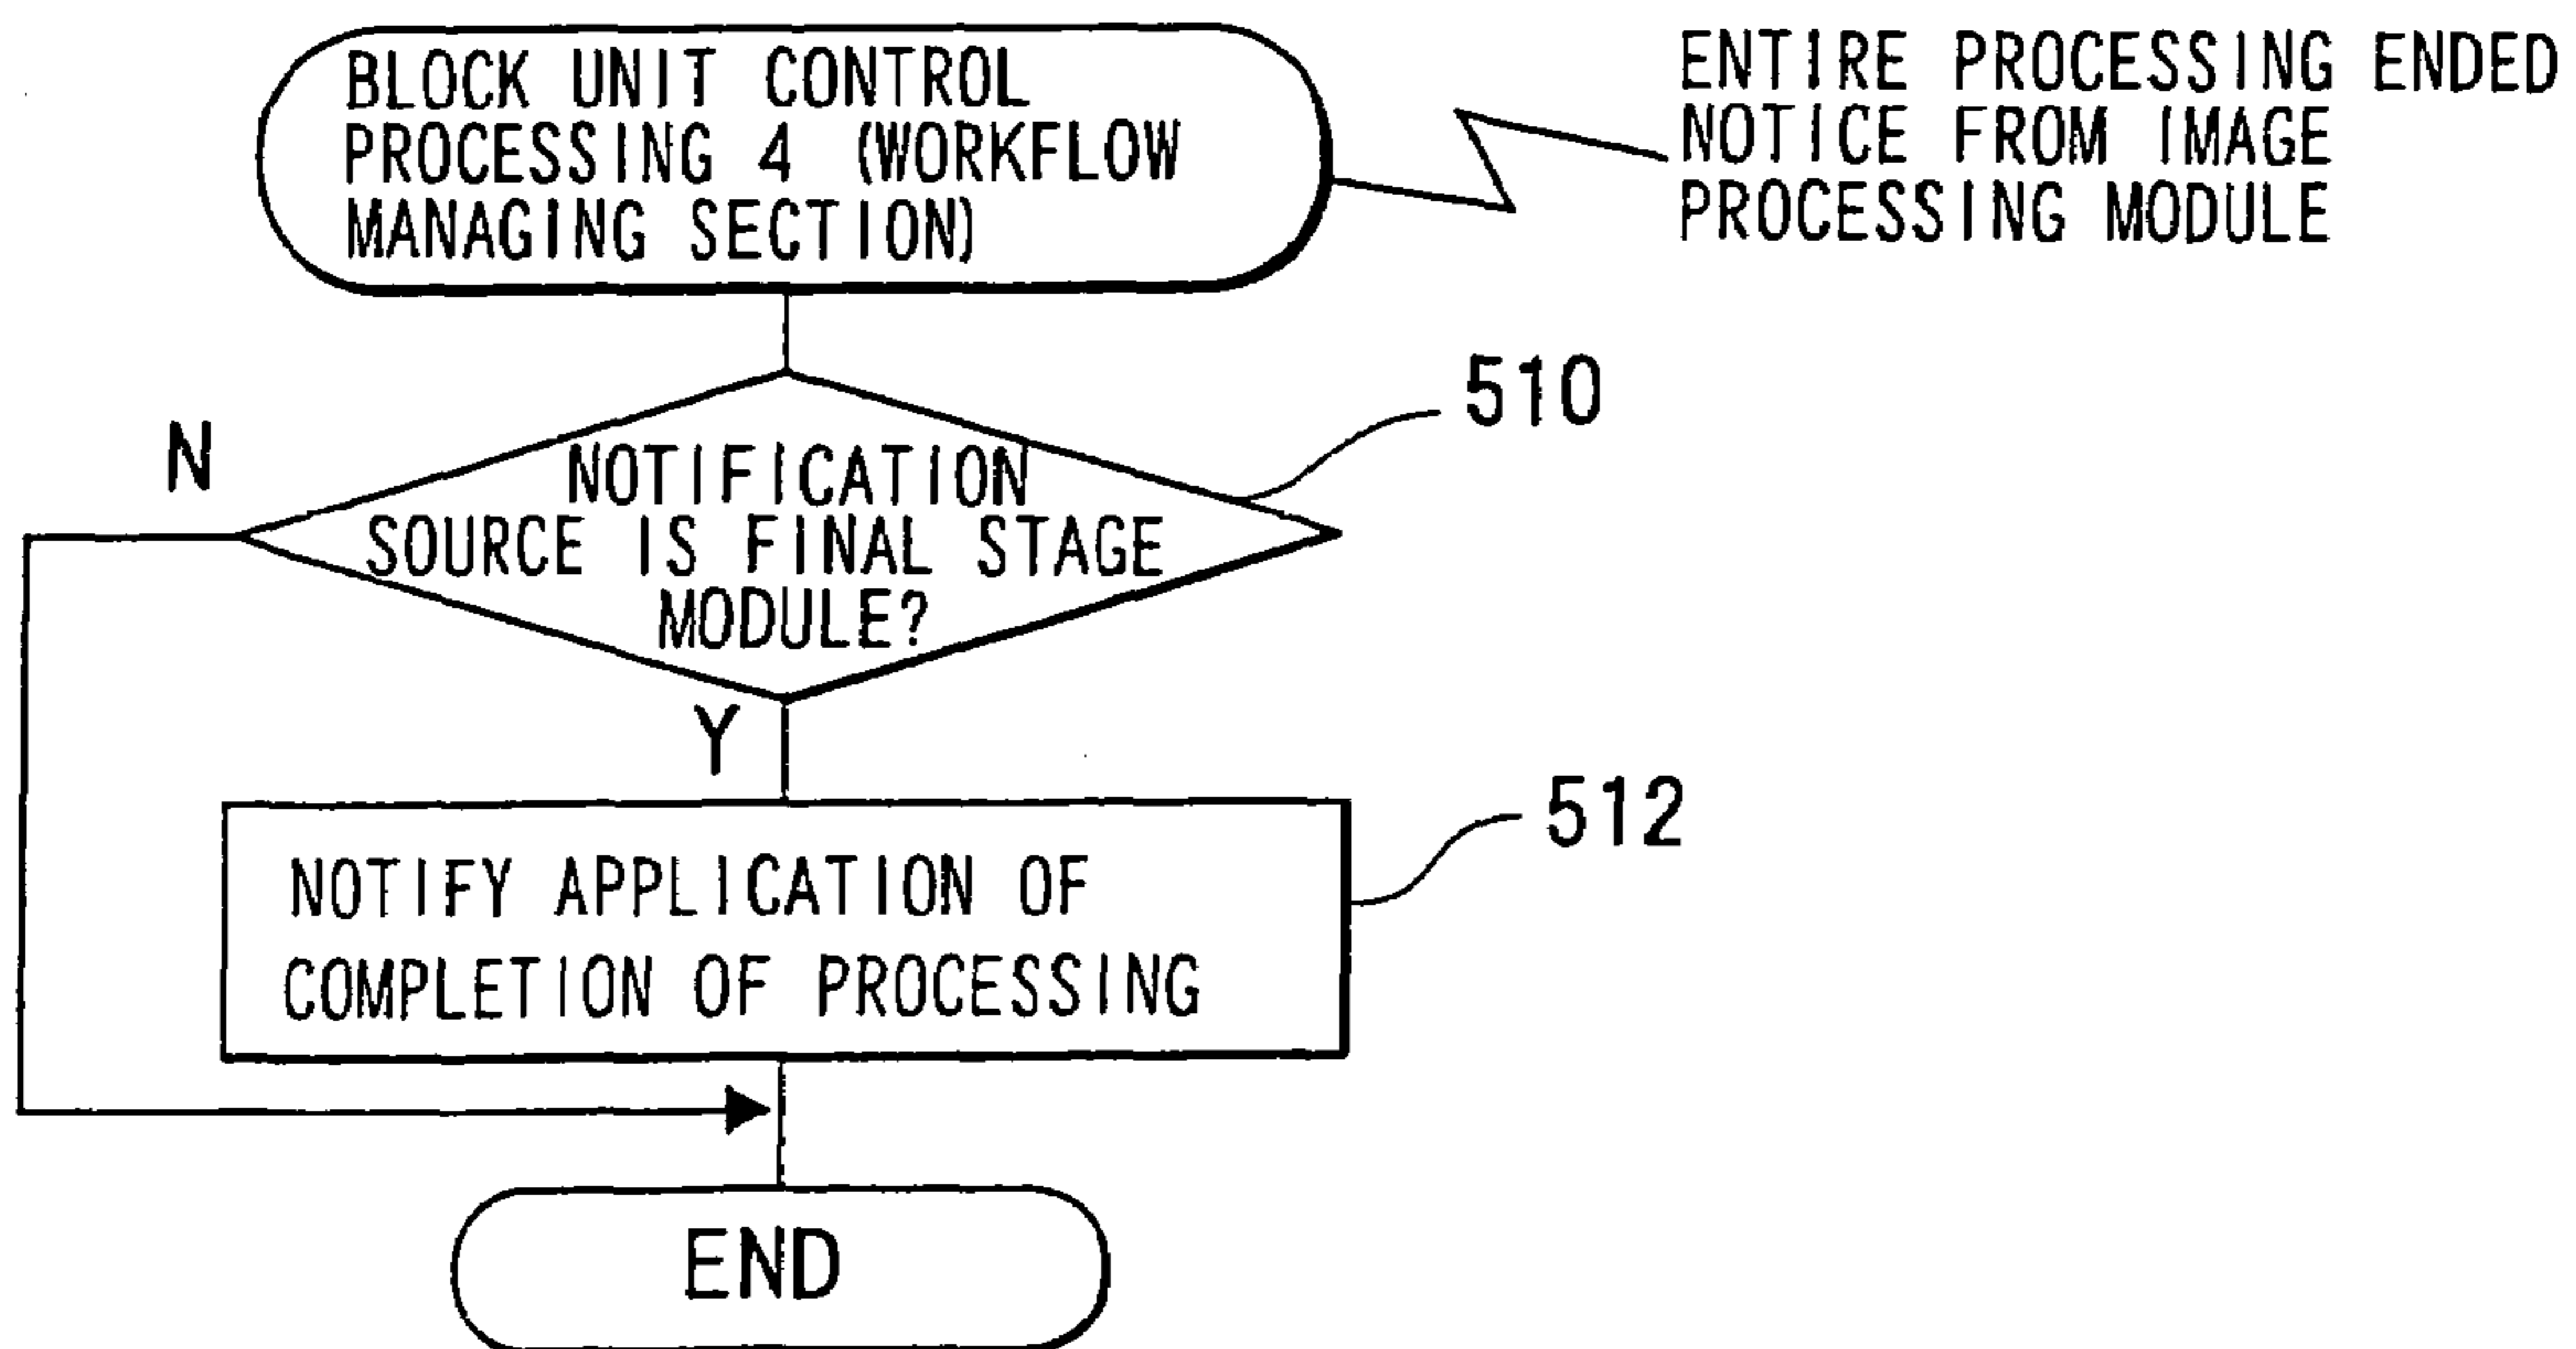 BLOCK UNIT CONTROL
PROCESSING 4 (WORKFLOW
MANAGING SECTION)
ENTIRE PROCESSING ENDED
NOTICE FROM IMAGE
PROCESSING MODULE
510
N
NOTIFICATION
SOURCE IS FINAL STAGE
MODULE?
Y
512
NOTIFY APPLICATION OF
COMPLETION OF PROCESSING
END